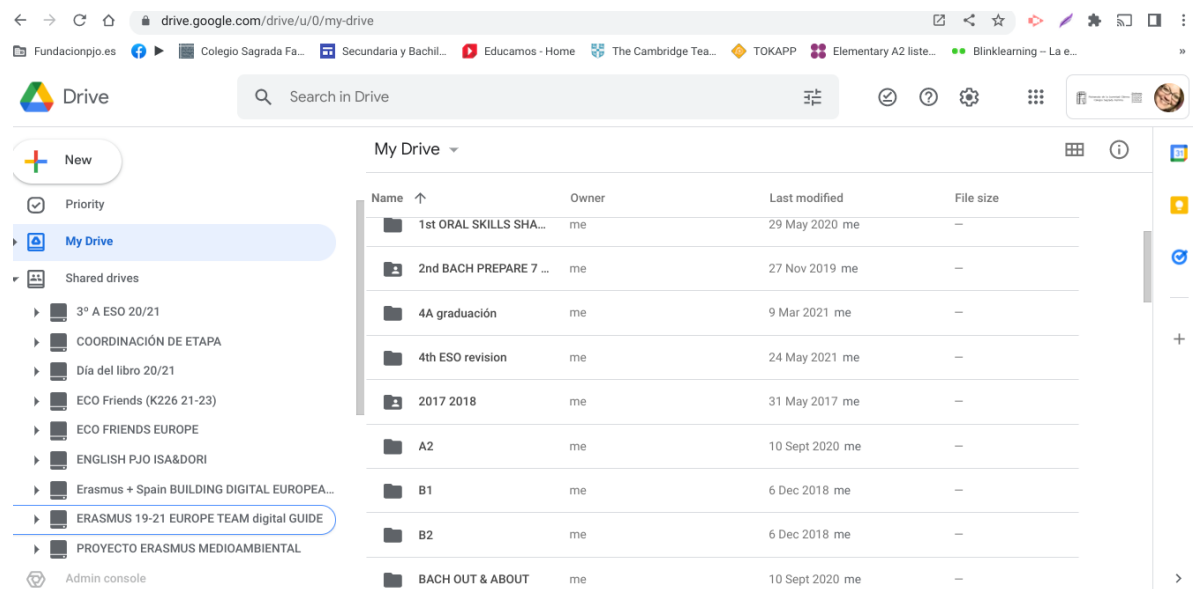 drive.google.com/drive/u/0/my-drive
Fundacionpjo.es Colegio Sagrada Fa... Secundaria y Bachil... Educamos - Home The Cambridge Tea... TOKAPP Elementary A2 liste... Blinklearning – La e... »
Drive
Search in Drive
New
Priority
My Drive
Shared drives
3º A ESO 20/21
COORDINACIÓN DE ETAPA
Día del libro 20/21
ECO Friends (K226 21-23)
ECO FRIENDS EUROPE
ENGLISH PJO ISA&DORI
Erasmus + Spain BUILDING DIGITAL EUROPEA...
ERASMUS 19-21 EUROPE TEAM digital GUIDE
PROYECTO ERASMUS MEDIOAMBIENTAL
Admin console
My Drive
Name Owner Last modified File size
1st ORAL SKILLS SHA... me 29 May 2020 me –
2nd BACH PREPARE 7 ... me 27 Nov 2019 me –
4A graduación me 9 Mar 2021 me –
4th ESO revision me 24 May 2021 me –
2017 2018 me 31 May 2017 me –
A2 me 10 Sept 2020 me –
B1 me 6 Dec 2018 me –
B2 me 6 Dec 2018 me –
BACH OUT & ABOUT me 10 Sept 2020 me –
31